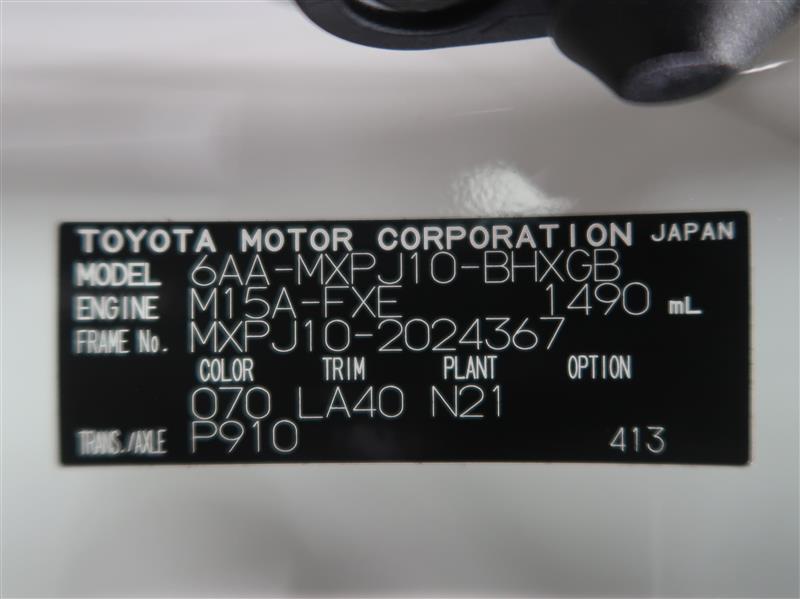 TOYOTA MOTOR CORPORATION JAPAN
MODEL 6AA-MXPJ10-BHXGB
ENGINE M15A-FXE 1490 mL
FRAME No. MXPJ10-2024367
COLOR TRIM PLANT OPTION
070 LA40 N21
TRANS./AXLE P910 413